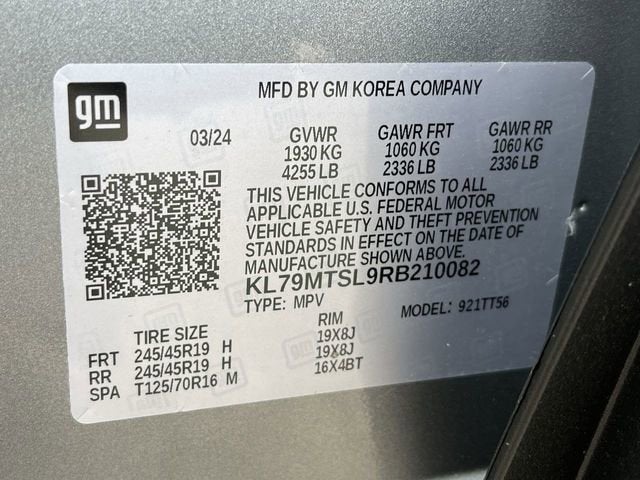 gm
MFD BY GM KOREA COMPANY
03/24 GVWR GAWR FRT GAWR RR
1930 KG 1060 KG 1060 KG
4255 LB 2336 LB 2336 LB
THIS VEHICLE CONFORMS TO ALL
APPLICABLE U.S. FEDERAL MOTOR
VEHICLE SAFETY AND THEFT PREVENTION
STANDARDS IN EFFECT ON THE DATE OF
MANUFACTURE SHOWN ABOVE.
KL79MTSL9RB210082
TYPE: MPV MODEL: 921TT56
TIRE SIZE RIM
FRT 245/45R19 H 19X8J
RR 245/45R19 H 19X8J
SPA T125/70R16 M 16X4BT